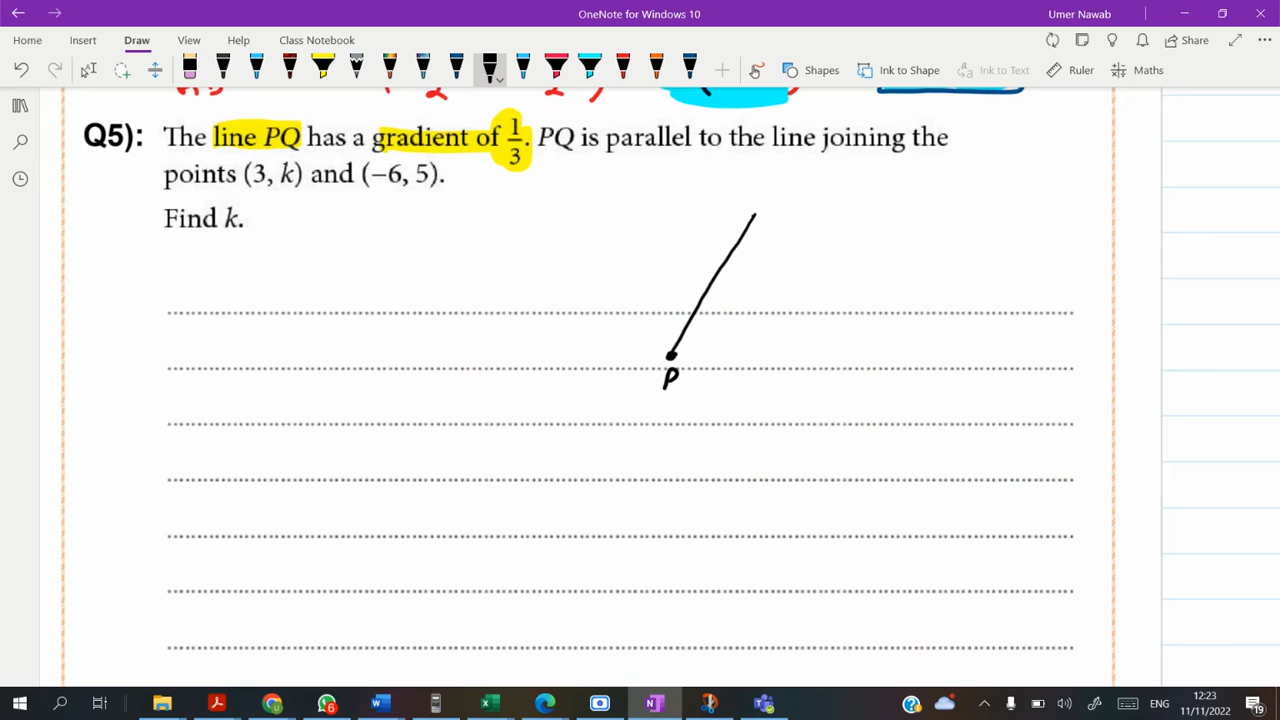 OneNote for Windows 10
Umer Nawab
Home Insert Draw View Help Class Notebook
Share
Shapes Ink to Shape Ink to Text Ruler Maths
Q5): The line PQ has a gradient of 1/3. PQ is parallel to the line joining the
points (3, k) and (−6, 5).
Find k.
P
6
ENG
12:23
11/11/2022
19